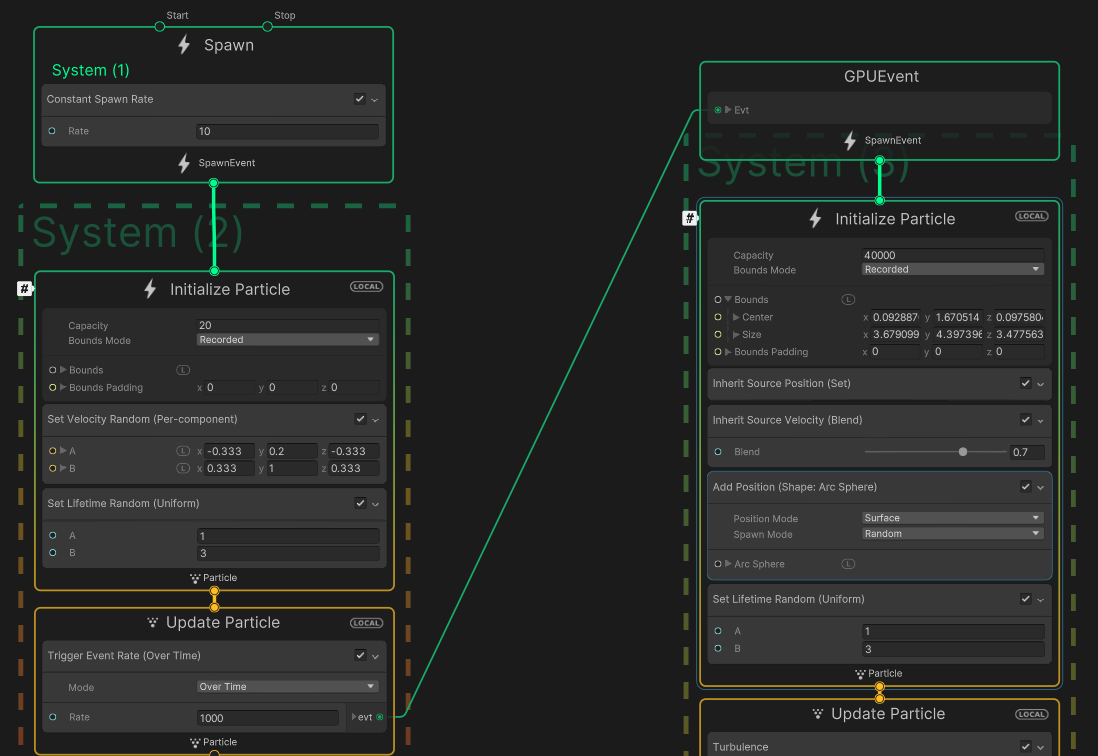 Start Stop
Spawn
System (1)
Constant Spawn Rate
Rate 10
SpawnEvent
System (2)
#
Initialize Particle LOCAL
Capacity 20
Bounds Mode Recorded
Bounds L
Bounds Padding x 0 y 0 z 0
Set Velocity Random (Per-component)
A L x -0.333 y 0.2 z -0.333
B L x 0.333 y 1 z 0.333
Set Lifetime Random (Uniform)
A 1
B 3
Particle
Update Particle LOCAL
Trigger Event Rate (Over Time)
Mode Over Time
Rate 1000 evt
Particle
GPUEvent
Evt
SpawnEvent
System (3)
#
Initialize Particle LOCAL
Capacity 40000
Bounds Mode Recorded
Bounds L
Center x 0.092887 y 1.670514 z 0.097580
Size x 3.679099 y 4.397396 z 3.477563
Bounds Padding x 0 y 0 z 0
Inherit Source Position (Set)
Inherit Source Velocity (Blend)
Blend 0.7
Add Position (Shape: Arc Sphere)
Position Mode Surface
Spawn Mode Random
Arc Sphere L
Set Lifetime Random (Uniform)
A 1
B 3
Particle
Update Particle LOCAL
Turbulence